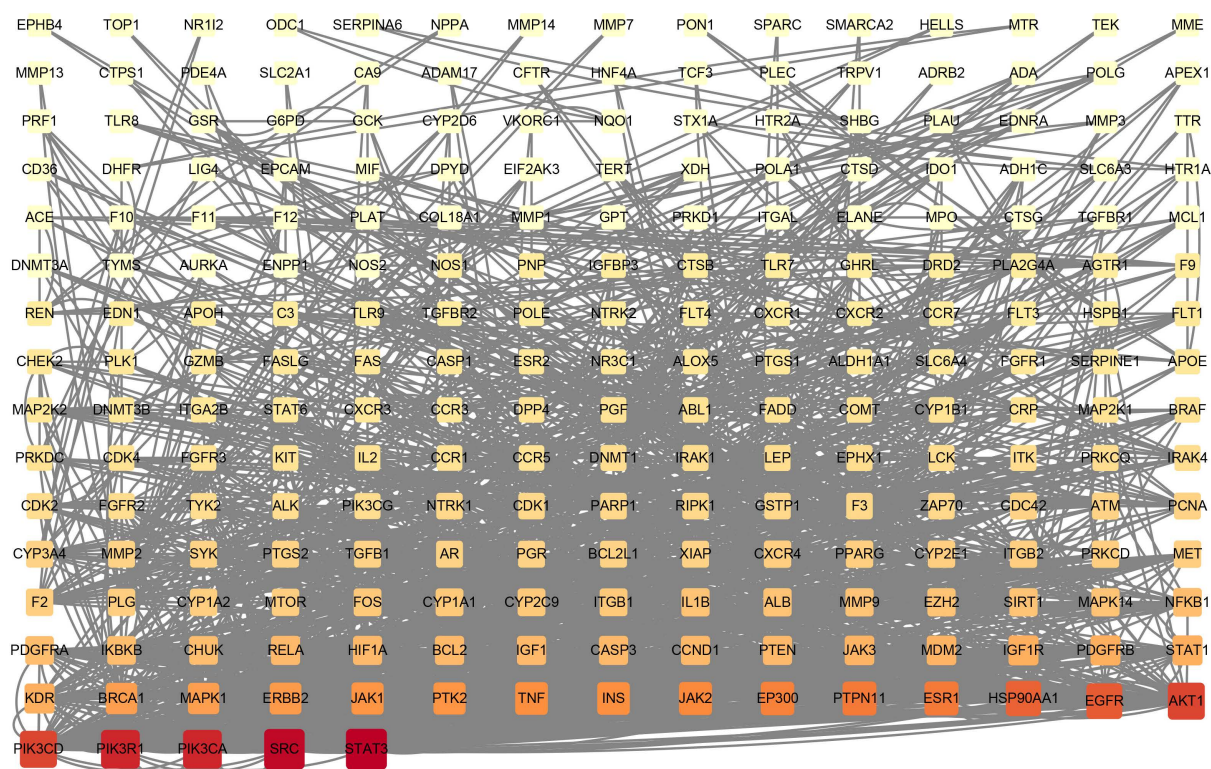 EPHB4 TOP1 NR1I2 ODC1 SERPINA6 NPPA MMP14 MMP7 PON1 SPARC SMARCA2 HELLS MTR TEK MME
MMP13 CTPS1 PDE4A SLC2A1 CA9 ADAM17 CFTR HNF4A TCF3 PLEC TRPV1 ADRB2 ADA POLG APEX1
PRF1 TLR8 GSR G6PD GCK CYP2D6 VKORC1 NQO1 STX1A HTR2A SHBG PLAU EDNRA MMP3 TTR
CD36 DHFR LIG4 EPCAM MIF DPYD EIF2AK3 TERT XDH POLA1 CTSD IDO1 ADH1C SLC6A3 HTR1A
ACE F10 F11 F12 PLAT COL18A1 MMP1 GPT PRKD1 ITGAL ELANE MPO CTSG TGFBR1 MCL1
DNMT3A TYMS AURKA ENPP1 NOS2 NOS1 PNP IGFBP3 CTSB TLR7 GHRL DRD2 PLA2G4A AGTR1 F9
REN EDN1 APOH C3 TLR9 TGFBR2 POLE NTRK2 FLT4 CXCR1 CXCR2 CCR7 FLT3 HSPB1 FLT1
CHEK2 PLK1 GZMB FASLG FAS CASP1 ESR2 NR3C1 ALOX5 PTGS1 ALDH1A1 SLC6A4 FGFR1 SERPINE1 APOE
MAP2K2 DNMT3B ITGA2B STAT6 CXCR3 CCR3 DPP4 PGF ABL1 FADD COMT CYP1B1 CRP MAP2K1 BRAF
PRKDC CDK4 FGFR3 KIT IL2 CCR1 CCR5 DNMT1 IRAK1 LEP EPHX1 LCK ITK PRKCQ IRAK4
CDK2 FGFR2 TYK2 ALK PIK3CG NTRK1 CDK1 PARP1 RIPK1 GSTP1 F3 ZAP70 CDC42 ATM PCNA
CYP3A4 MMP2 SYK PTGS2 TGFB1 AR PGR BCL2L1 XIAP CXCR4 PPARG CYP2E1 ITGB2 PRKCD MET
F2 PLG CYP1A2 MTOR FOS CYP1A1 CYP2C9 ITGB1 IL1B ALB MMP9 EZH2 SIRT1 MAPK14 NFKB1
PDGFRA IKBKB CHUK RELA HIF1A BCL2 IGF1 CASP3 CCND1 PTEN JAK3 MDM2 IGF1R PDGFRB STAT1
KDR BRCA1 MAPK1 ERBB2 JAK1 PTK2 TNF INS JAK2 EP300 PTPN11 ESR1 HSP90AA1 EGFR AKT1
PIK3CD PIK3R1 PIK3CA SRC STAT3